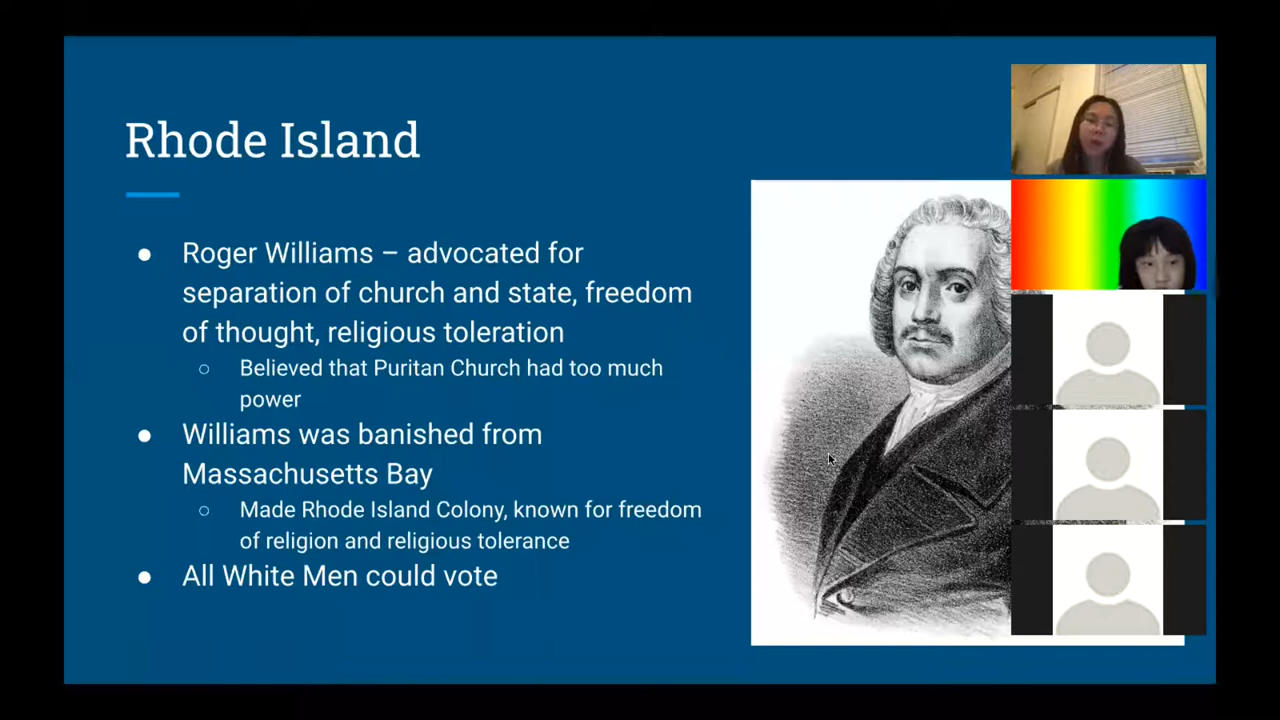 Rhode Island
● Roger Williams – advocated for
separation of church and state, freedom
of thought, religious toleration
○ Believed that Puritan Church had too much
power
● Williams was banished from
Massachusetts Bay
○ Made Rhode Island Colony, known for freedom
of religion and religious tolerance
● All White Men could vote